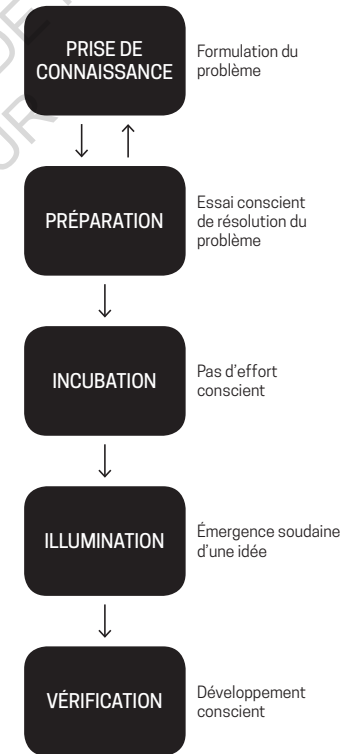 PRISE DE
CONNAISSANCE
Formulation du
problème
PRÉPARATION
Essai conscient
de résolution du
problème
INCUBATION
Pas d'effort
conscient
ILLUMINATION
Émergence soudaine
d'une idée
VÉRIFICATION
Développement
conscient